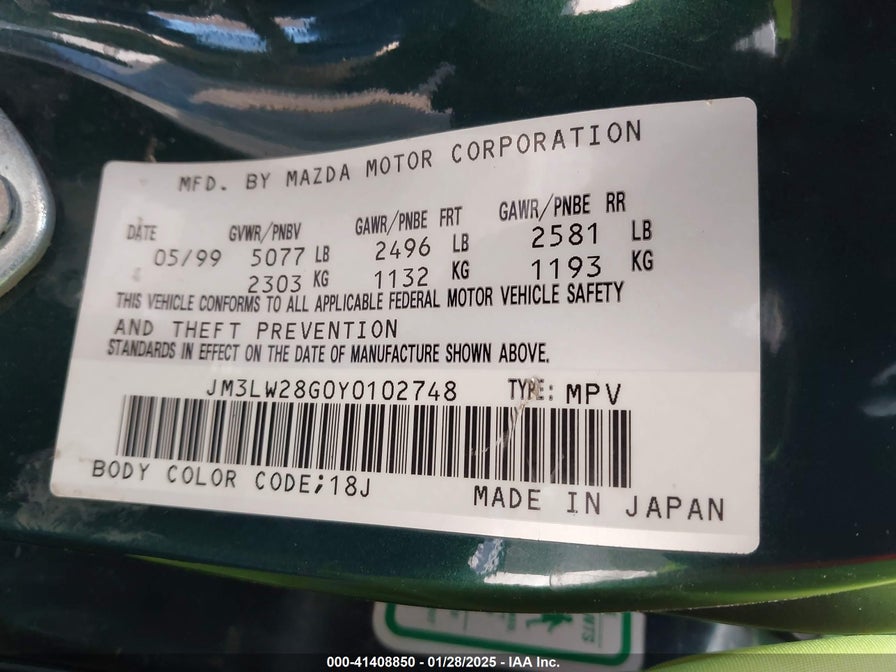 MFD. BY MAZDA MOTOR CORPORATION
DATE GVWR/PNBV GAWR/PNBE FRT GAWR/PNBE RR
05/99 5077 LB 2496 LB 2581 LB
2303 KG 1132 KG 1193 KG
THIS VEHICLE CONFORMS TO ALL APPLICABLE FEDERAL MOTOR VEHICLE SAFETY
AND THEFT PREVENTION
STANDARDS IN EFFECT ON THE DATE OF MANUFACTURE SHOWN ABOVE.
JM3LW28G0Y0102748 TYPE: MPV
BODY COLOR CODE;18J
MADE IN JAPAN
000-41408850 - 01/28/2025 - IAA Inc.